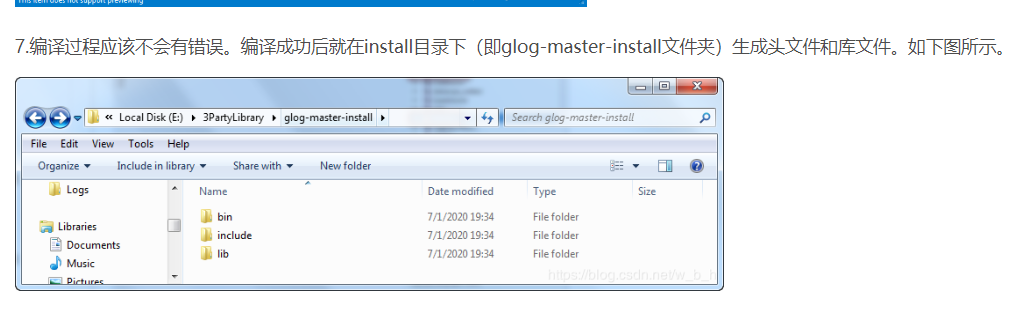 This item does not support previewing
7.编译过程应该不会有错误。编译成功后就在install目录下（即glog-master-install文件夹）生成头文件和库文件。如下图所示。
« Local Disk (E:) ▸ 3PartyLibrary ▸ glog-master-install ▸
Search glog-master-install
File Edit View Tools Help
Organize Include in library Share with New folder
Logs
Libraries
Documents
Music
Pictures
Name Date modified Type Size
bin 7/1/2020 19:34 File folder
include 7/1/2020 19:34 File folder
lib 7/1/2020 19:34 File folder
https://blog.csdn.net/w_b_h